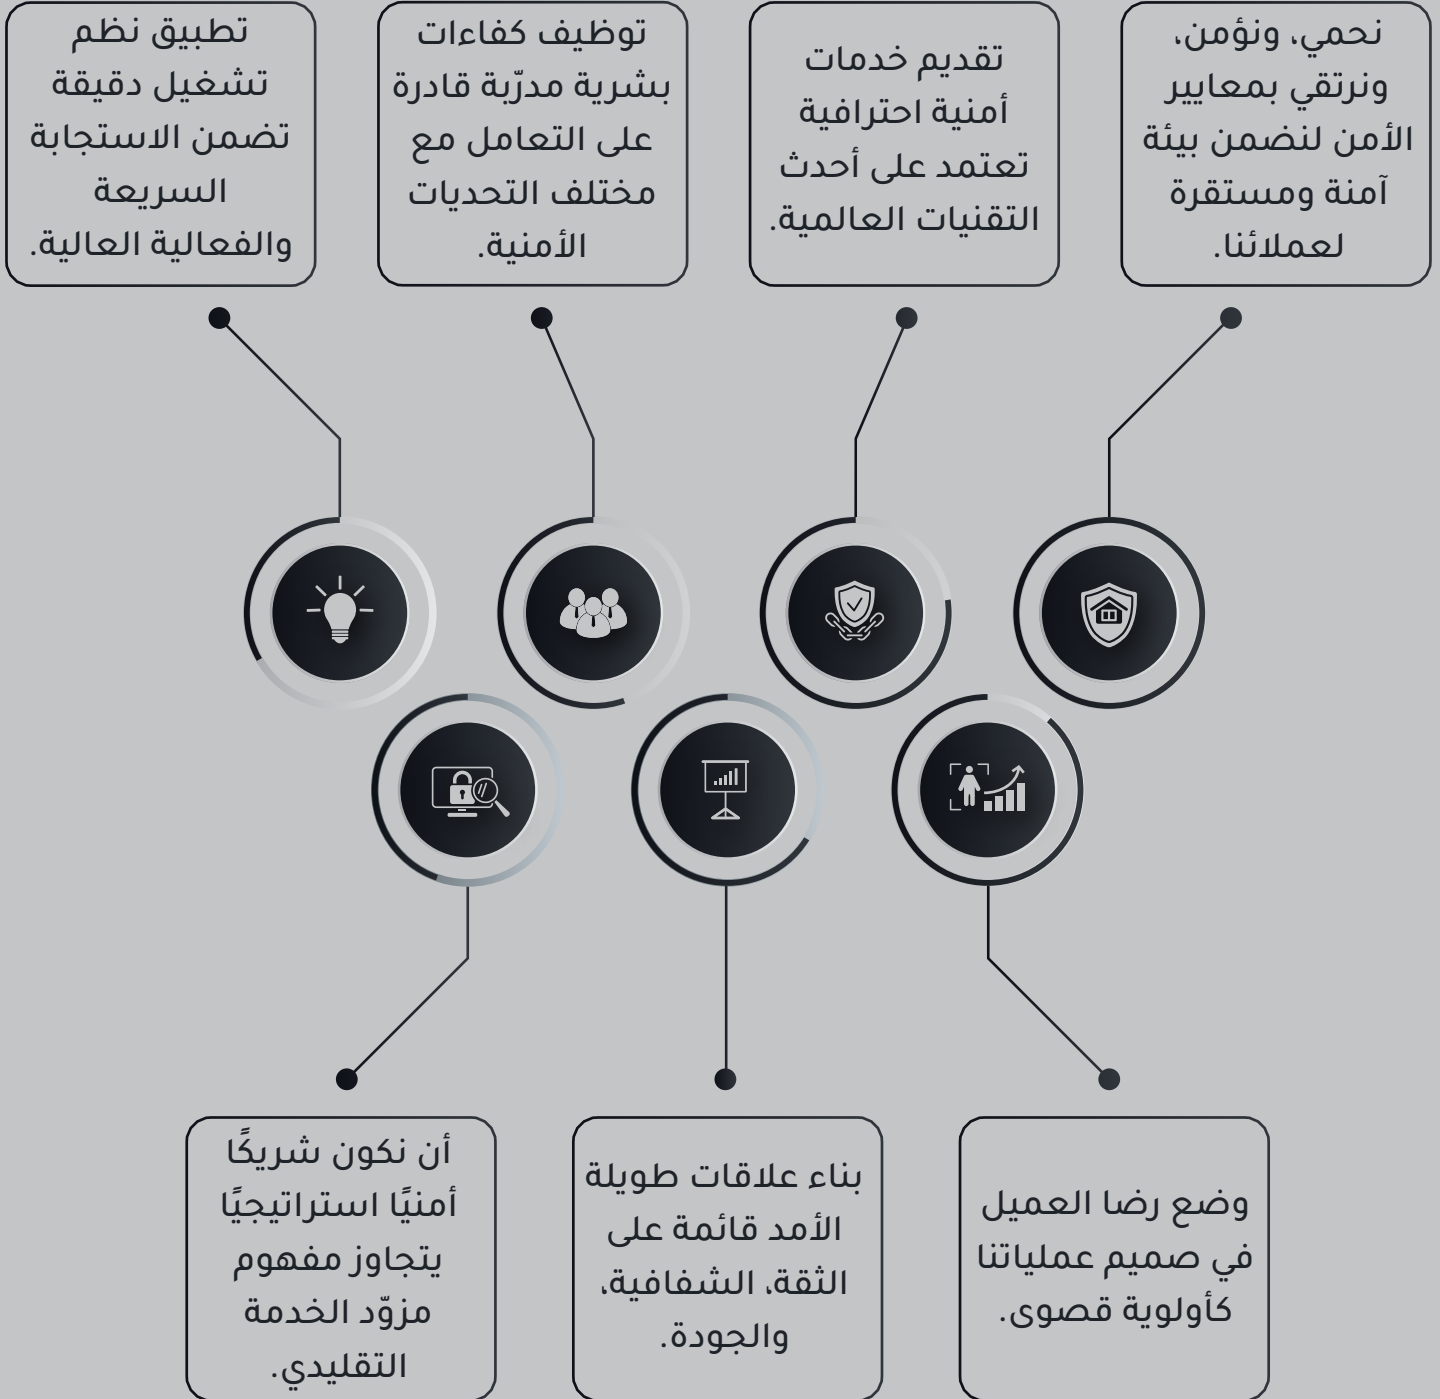 نحمي، ونؤمن،
ونرتقي بمعايير
الأمن لنضمن بيئة
آمنة ومستقرة
لعملائنا.
تقديم خدمات
أمنية احترافية
تعتمد على أحدث
التقنيات العالمية.
توظيف كفاءات
بشرية مدرّبة قادرة
على التعامل مع
مختلف التحديات
الأمنية.
تطبيق نظم
تشغيل دقيقة
تضمن الاستجابة
السريعة
والفعالية العالية.
وضع رضا العميل
في صميم عملياتنا
كأولوية قصوى.
بناء علاقات طويلة
الأمد قائمة على
الثقة، الشفافية،
والجودة.
أن نكون شريكًا
أمنيًا استراتيجيًا
يتجاوز مفهوم
مزوّد الخدمة
التقليدي.